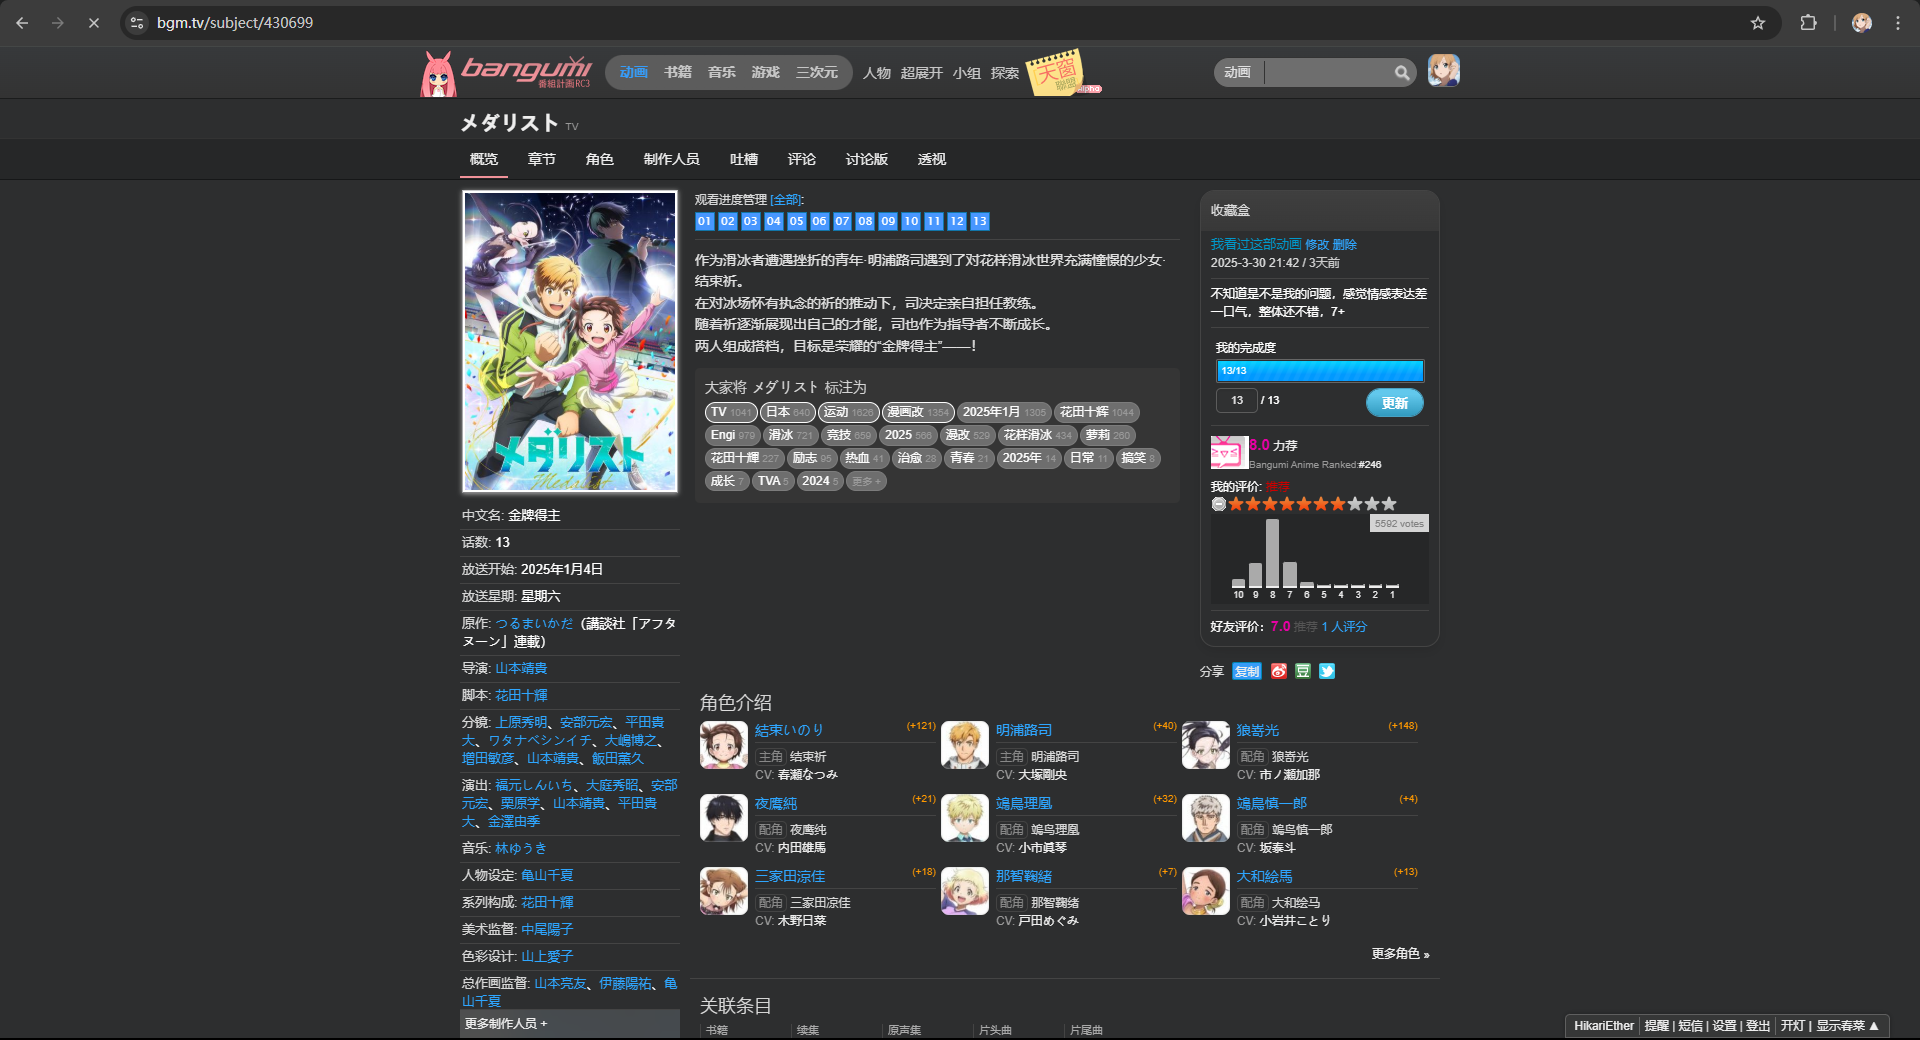 bgm.tv/subject/430699
bangumi
番組計画RC3
动画 书籍 音乐 游戏 三次元 人物 超展开 小组 探索
天窗
联盟
alpha
动画
メダリスト TV
概览 章节 角色 制作人员 吐槽 评论 讨论版 透视
メダリスト
Medalist
中文名: 金牌得主
话数: 13
放送开始: 2025年1月4日
放送星期: 星期六
原作: つるまいかだ（講談社「アフタ
ヌーン」連載）
导演: 山本靖貴
脚本: 花田十輝
分镜: 上原秀明、安部元宏、平田貴
大、ワタナベシンイチ、大嶋博之、
増田敏彦、山本靖貴、飯田薫久
演出: 福元しんいち、大庭秀昭、安部
元宏、栗原学、山本靖貴、平田貴
大、金澤由季
音乐: 林ゆうき
人物设定: 亀山千夏
系列构成: 花田十輝
美术监督: 中尾陽子
色彩设计: 山上愛子
总作画监督: 山本亮友、伊藤陽祐、亀
山千夏
更多制作人员 +
观看进度管理 [全部]:
01 02 03 04 05 06 07 08 09 10 11 12 13
作为滑冰者遭遇挫折的青年·明浦路司遇到了对花样滑冰世界充满憧憬的少女·
结束祈。
在对冰场怀有执念的祈的推动下，司决定亲自担任教练。
随着祈逐渐展现出自己的才能，司也作为指导者不断成长。
两人组成搭档，目标是荣耀的“金牌得主”——！
大家将 メダリスト 标注为
TV 1041 日本 640 运动 1626 漫画改 1354 2025年1月 1305 花田十辉 1044
Engi 979 滑冰 721 竞技 659 2025 566 漫改 529 花样滑冰 434 萝莉 260
花田十輝 227 励志 95 热血 41 治愈 28 青春 21 2025年 14 日常 11 搞笑 8
成长 7 TVA 5 2024 5 更多 +
收藏盒
我看过这部动画 修改 删除
2025-3-30 21:42 / 3天前
不知道是不是我的问题，感觉情感表达差
一口气，整体还不错，7+
我的完成度
13/13
13 / 13 更新
8.0 力荐
Bangumi Anime Ranked:#246
我的评价: 推荐
5592 votes
10 9 8 7 6 5 4 3 2 1
好友评价: 7.0 推荐 1 人评分
分享 复制 豆
角色介绍
結束いのり (+121)
主角 结束祈
CV: 春瀬なつみ
明浦路司 (+40)
主角 明浦路司
CV: 大塚剛央
狼嵜光 (+148)
配角 狼嵜光
CV: 市ノ瀬加那
夜鷹純 (+21)
配角 夜鹰纯
CV: 内田雄馬
鴗鳥理凰 (+32)
配角 鴗鸟理凰
CV: 小市眞琴
鴗鳥慎一郎 (+4)
配角 鴗鸟慎一郎
CV: 坂泰斗
三家田涼佳 (+18)
配角 三家田凉佳
CV: 木野日菜
那智鞠緒 (+7)
配角 那智鞠绪
CV: 戸田めぐみ
大和絵馬 (+13)
配角 大和绘马
CV: 小岩井ことり
更多角色 »
关联条目
书籍 续集 原声集 片头曲 片尾曲
HikariEther 提醒 | 短信 | 设置 | 登出 开灯 | 显示春菜 ▲